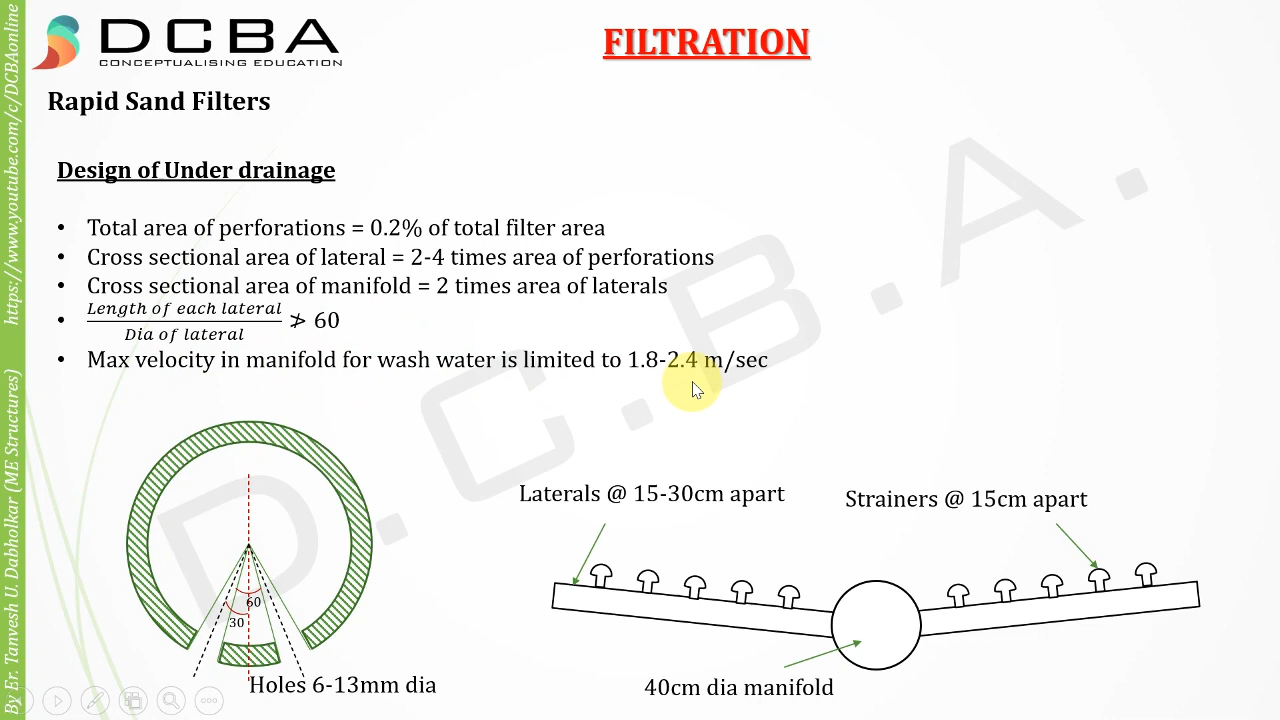 DCBA
CONCEPTUALISING EDUCATION
FILTRATION
Rapid Sand Filters
Design of Under drainage
• Total area of perforations = 0.2% of total filter area
• Cross sectional area of lateral = 2-4 times area of perforations
• Cross sectional area of manifold = 2 times area of laterals
• Length of each lateral / Dia of lateral ≯ 60
• Max velocity in manifold for wash water is limited to 1.8-2.4 m/sec
Laterals @ 15-30cm apart
Strainers @ 15cm apart
60
30
Holes 6-13mm dia
40cm dia manifold
D.C.B.A.
By Er. Tanvesh U. Dabholkar (ME Structures) https://www.youtube.com/c/DCBAonline